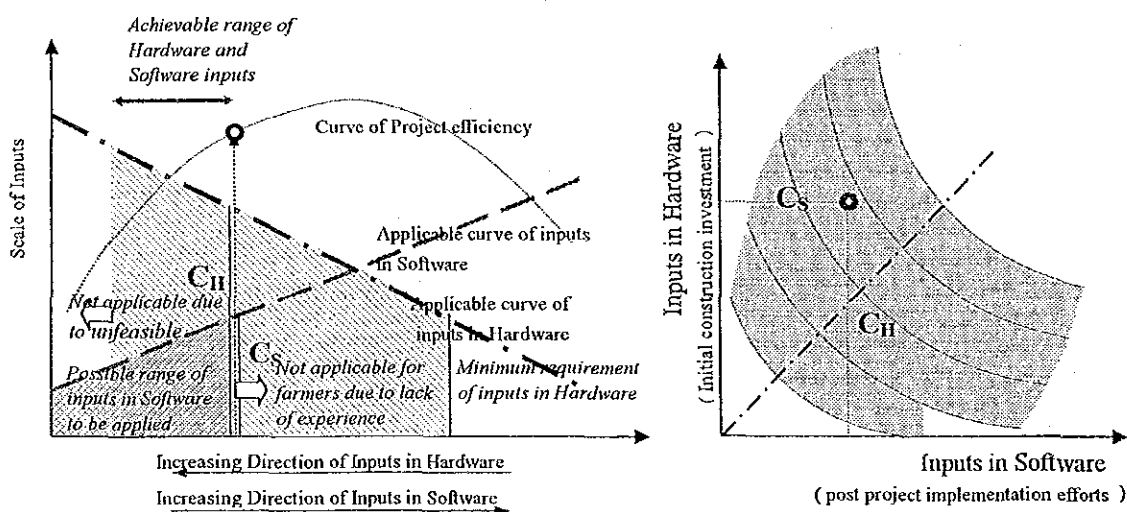 Achievable range of
Hardware and
Software inputs
Scale of Inputs
Curve of Project efficiency
Applicable curve of inputs
in Software
C_H
Not applicable due
to unfeasible
Applicable curve of
inputs in Hardware
C_S
Possible range of
inputs in Software
to be applied
Not applicable for
farmers due to lack
of experience
Minimum requirement
of inputs in Hardware
Increasing Direction of Inputs in Hardware
Increasing Direction of Inputs in Software
Inputs in Hardware
( Initial construction investment )
C_S
C_H
Inputs in Software
( post project implementation efforts )